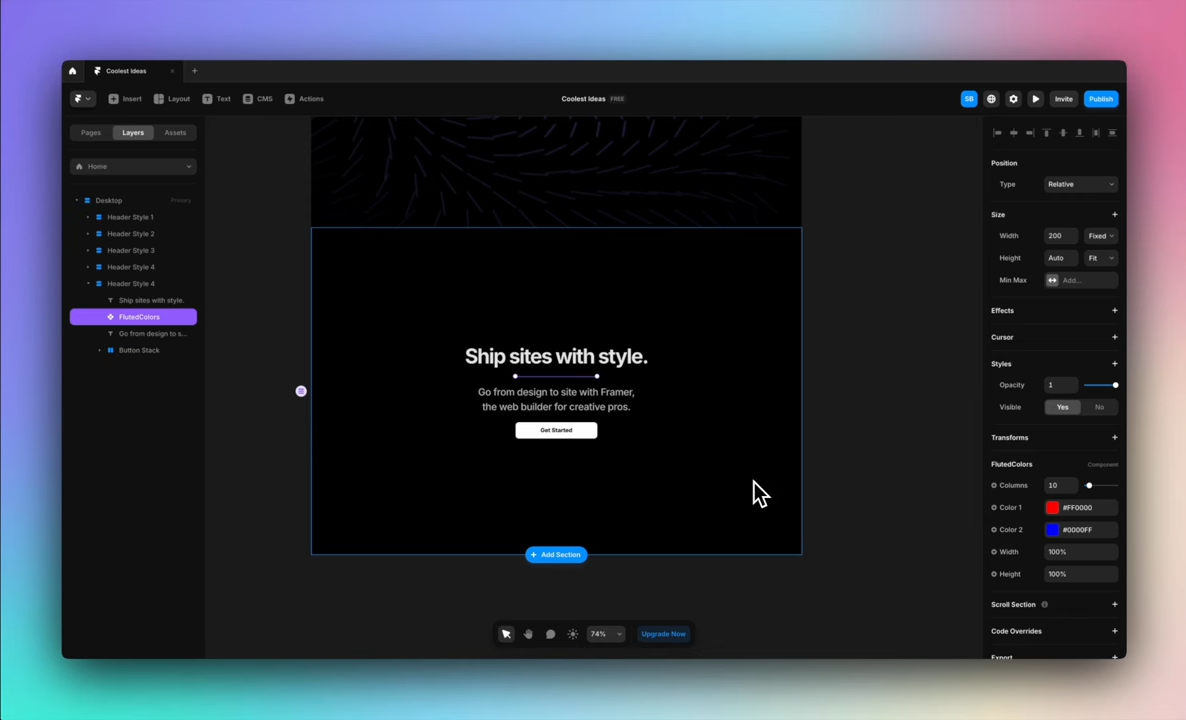 Coolest Ideas
Insert
Layout
Text
CMS
Actions
Coolest Ideas FREE
SB
Invite
Publish
Pages
Layers
Assets
Home
Desktop
Primary
Header Style 1
Header Style 2
Header Style 3
Header Style 4
Header Style 4
Ship sites with style.
FlutedColors
Go from design to s...
Button Stack
Ship sites with style.
Go from design to site with Framer,
the web builder for creative pros.
Get Started
Add Section
74%
Upgrade Now
Position
Type Relative
Size
Width 200 Fixed
Height Auto Fit
Min Max Add...
Effects
Cursor
Styles
Opacity 1
Visible Yes No
Transforms
FlutedColors Component
Columns 10
Color 1 #FF0000
Color 2 #0000FF
Width 100%
Height 100%
Scroll Section
Code Overrides
Export